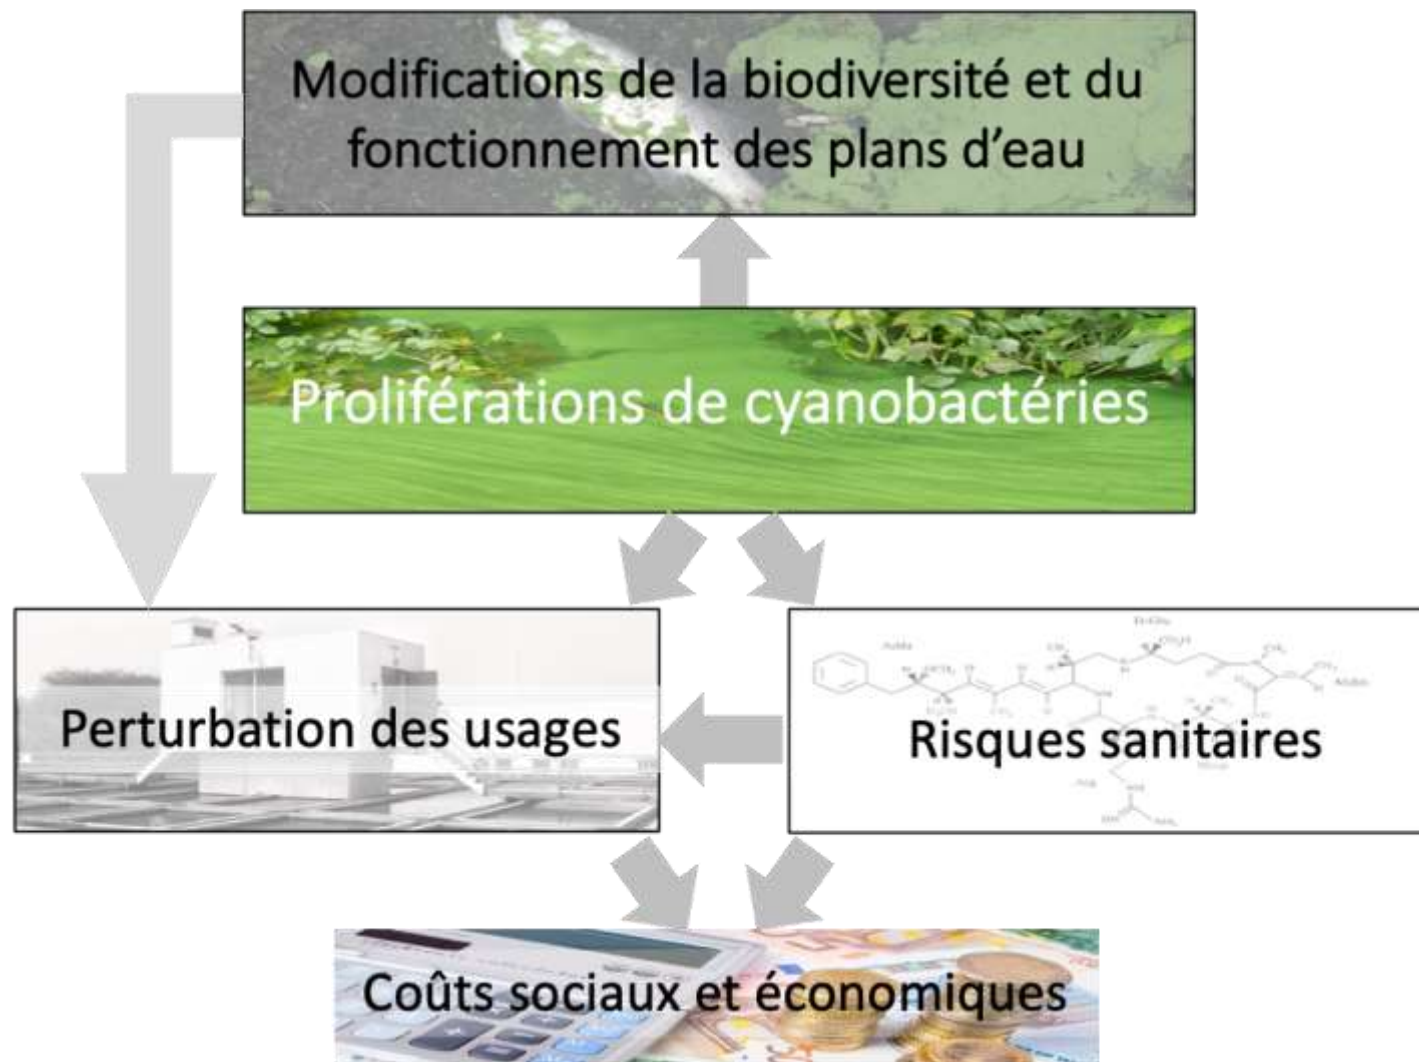 Modifications de la biodiversité et du
fonctionnement des plans d’eau
Proliférations de cyanobactéries
Perturbation des usages
Risques sanitaires
Coûts sociaux et économiques